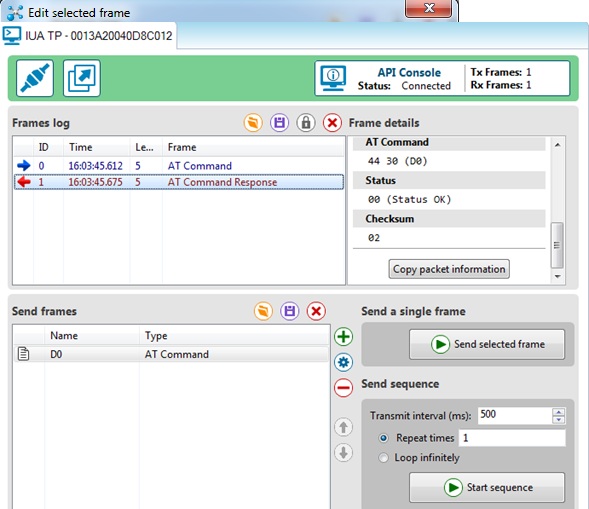 Edit selected frame
IUA TP - 0013A20040D8C012
API Console
Status: Connected
Tx Frames: 1
Rx Frames: 1
Frames log
ID Time Le... Frame
0 16:03:45.612 5 AT Command
1 16:03:45.675 5 AT Command Response
Frame details
AT Command
44 30 (D0)
Status
00 (Status OK)
Checksum
02
Copy packet information
Send frames
Name Type
D0 AT Command
Send a single frame
Send selected frame
Send sequence
Transmit interval (ms): 500
Repeat times 1
Loop infinitely
Start sequence